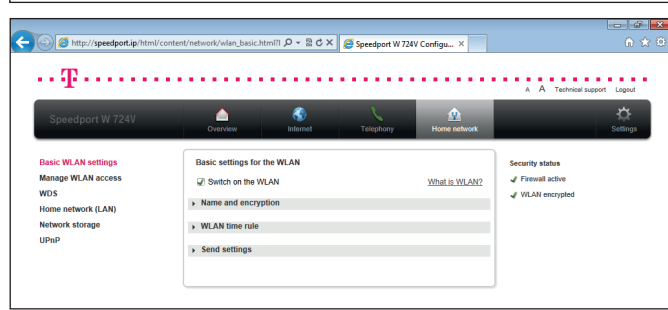 http://speedport.ip/html/content/network/wlan_basic.html?l
Speedport W 724V Configu...
T
A A Technical support Logout
Speedport W 724V
Overview
Internet
Telephony
Home network
Settings
Basic WLAN settings
Manage WLAN access
WDS
Home network (LAN)
Network storage
UPnP
Basic settings for the WLAN
Switch on the WLAN What is WLAN?
Name and encryption
WLAN time rule
Send settings
Security status
Firewall active
WLAN encrypted